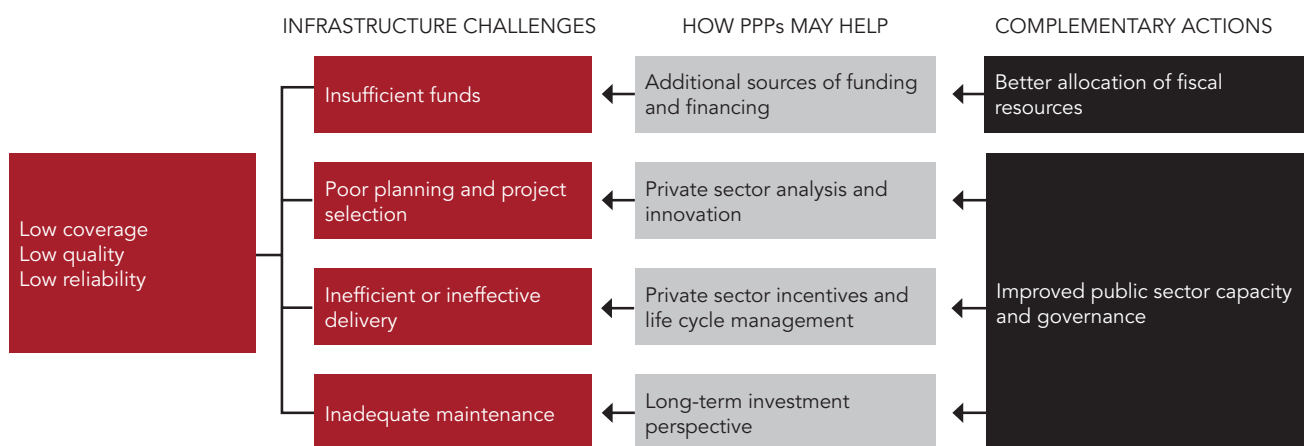 INFRASTRUCTURE CHALLENGES
HOW PPPs MAY HELP
COMPLEMENTARY ACTIONS
Low coverage
Low quality
Low reliability
Insufficient funds
Additional sources of funding
and financing
Better allocation of fiscal
resources
Poor planning and project
selection
Private sector analysis and
innovation
Inefficient or ineffective
delivery
Private sector incentives and
life cycle management
Improved public sector capacity
and governance
Inadequate maintenance
Long-term investment
perspective